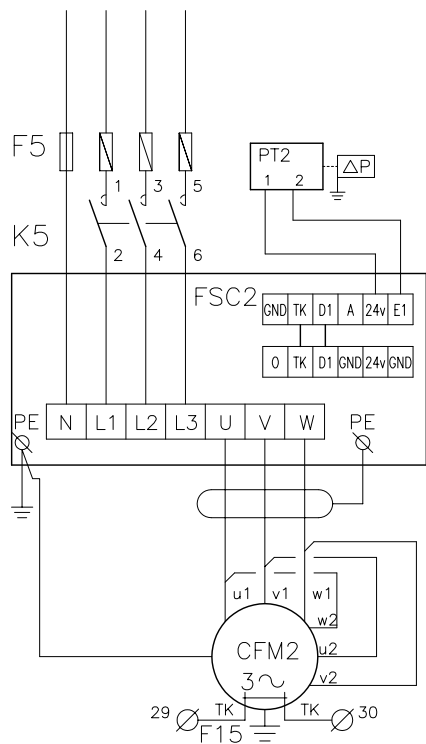 F5
PT2
△P
1 2
1 3 5
K5
2 4 6
FSC2
GND TK D1 A 24v E1
0 TK D1 GND 24v GND
PE
N L1 L2 L3 U V W
PE
u1 v1 w1
w2
CFM2
u2
3~
v2
29 TK TK 30
F15